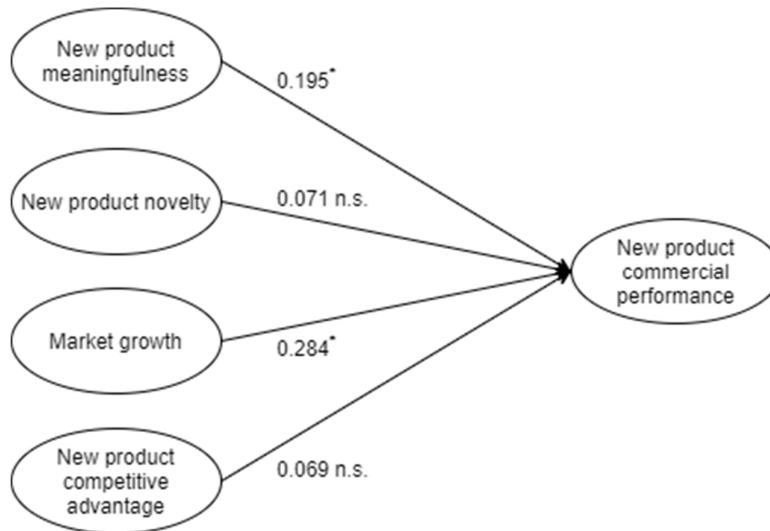 New product
meaningfulness
0.195*
New product novelty
0.071 n.s.
New product
commercial
performance
Market growth
0.284*
New product
competitive
advantage
0.069 n.s.